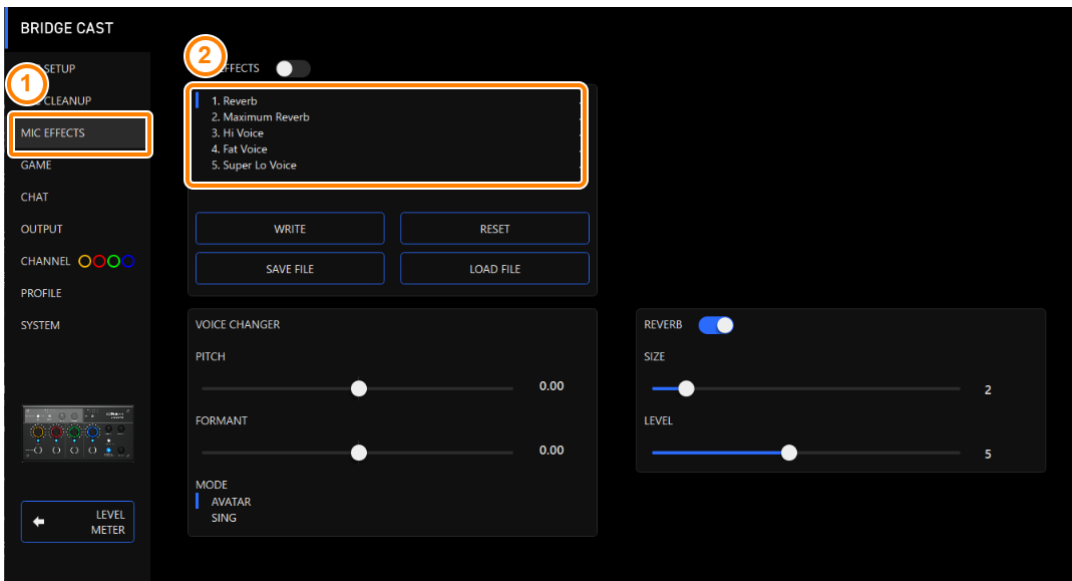 BRIDGE CAST
1
SETUP
CLEANUP
MIC EFFECTS
GAME
CHAT
OUTPUT
CHANNEL
PROFILE
SYSTEM
LEVEL
METER
2
EFFECTS
1. Reverb
2. Maximum Reverb
3. Hi Voice
4. Fat Voice
5. Super Lo Voice
WRITE
RESET
SAVE FILE
LOAD FILE
VOICE CHANGER
PITCH
0.00
FORMANT
0.00
MODE
AVATAR
SING
REVERB
SIZE
2
LEVEL
5